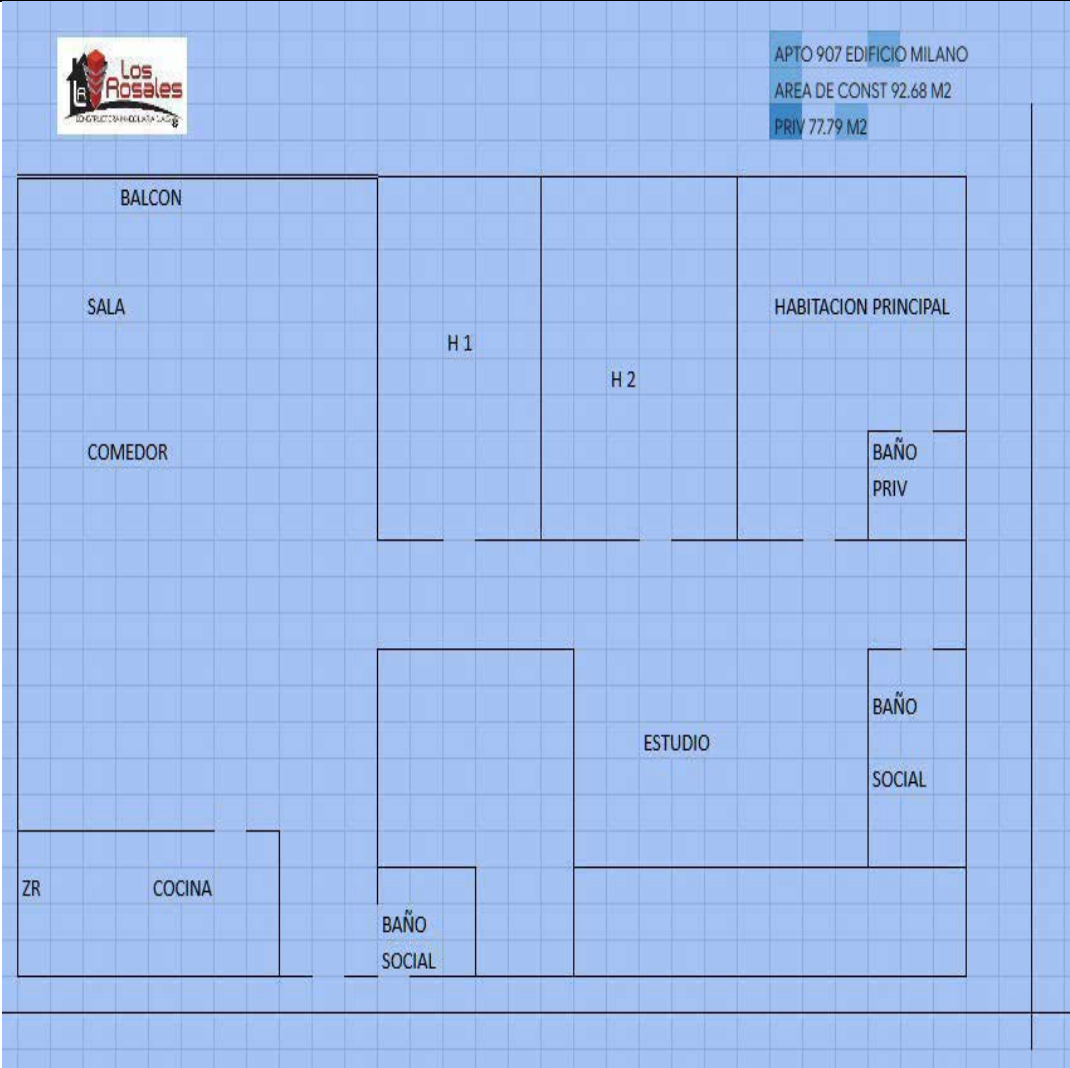 Los
Rosales
APTO 907 EDIFICIO MILANO
AREA DE CONST 92.68 M2
PRIV 77.79 M2
BALCON
SALA
HABITACION PRINCIPAL
H 1
H 2
COMEDOR
BAÑO
PRIV
BAÑO
ESTUDIO
SOCIAL
ZR
COCINA
BAÑO
SOCIAL